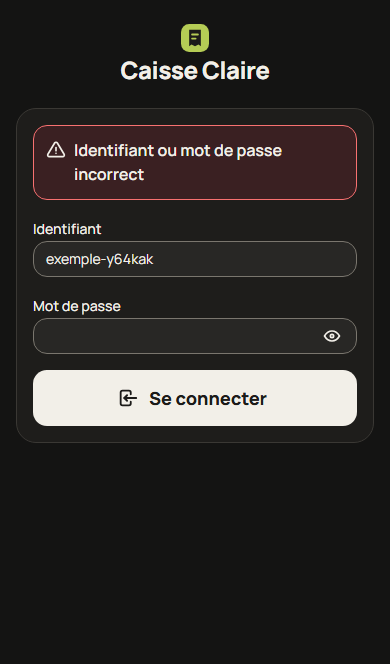 Caisse Claire
Identifiant ou mot de passe
incorrect
Identifiant
exemple-y64kak
Mot de passe
Se connecter